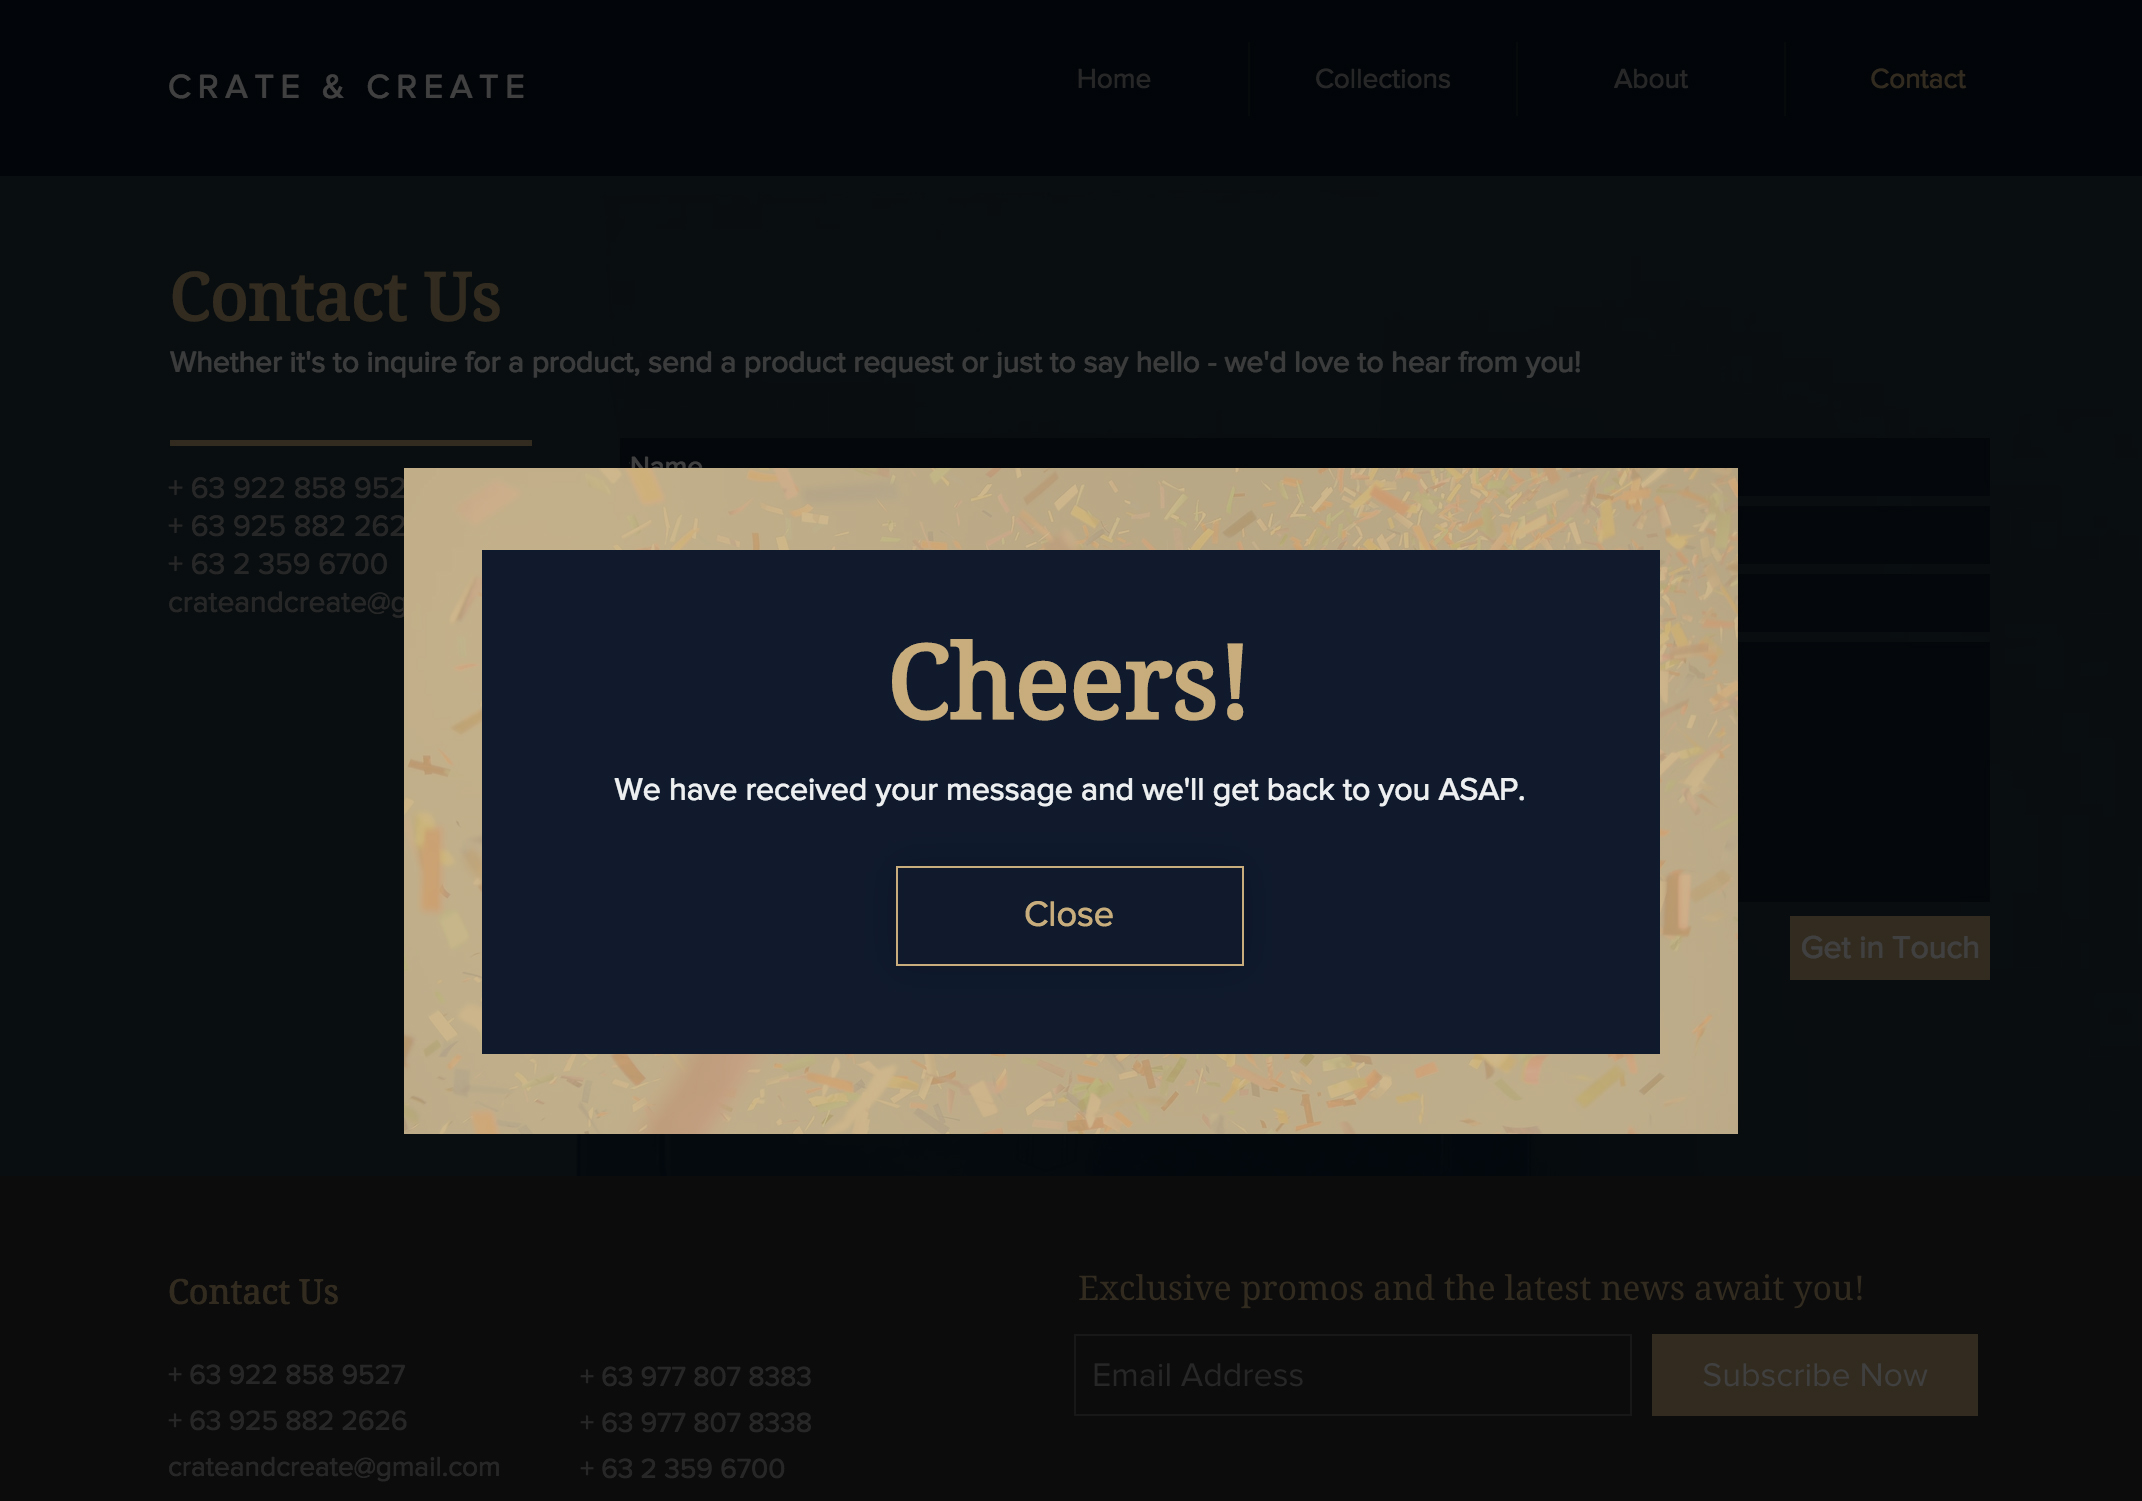 CRATE & CREATE
Home
Collections
About
Contact
Contact Us
Whether it's to inquire for a product, send a product request or just to say hello - we'd love to hear from you!
Name
+ 63 922 858 952
+ 63 925 882 262
+ 63 2 359 6700
crateandcreate@g
Cheers!
We have received your message and we'll get back to you ASAP.
Close
Get in Touch
Contact Us
+ 63 922 858 9527
+ 63 925 882 2626
crateandcreate@gmail.com
+ 63 977 807 8383
+ 63 977 807 8338
+ 63 2 359 6700
Exclusive promos and the latest news await you!
Email Address
Subscribe Now